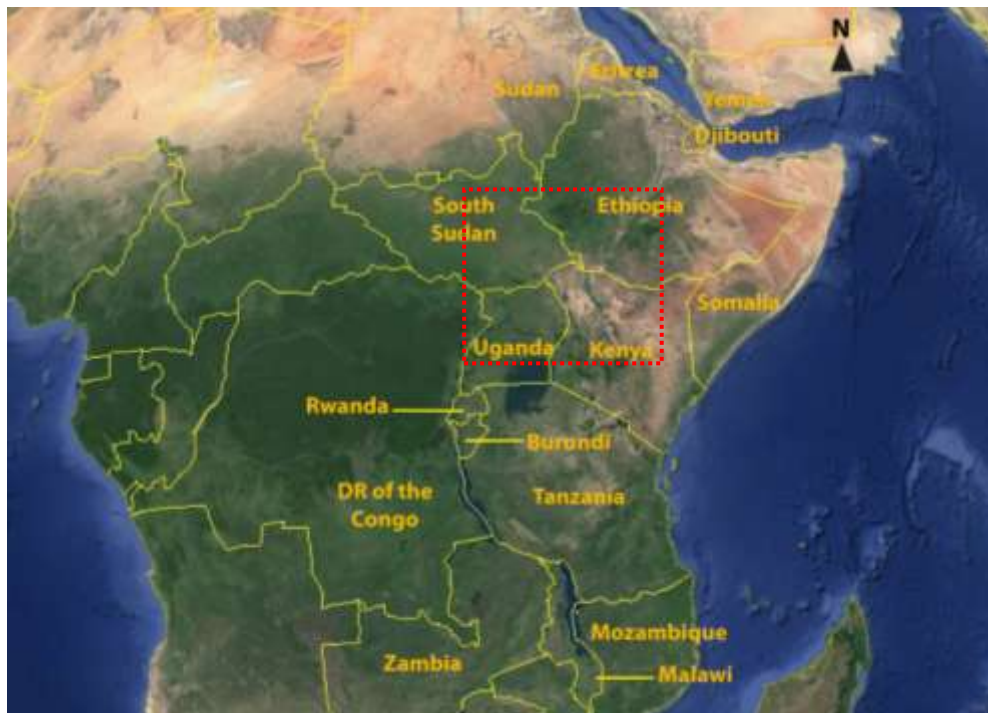 N
Eritrea
Sudan
Yemen
Djibouti
South
Sudan
Ethiopia
Somalia
Uganda
Kenya
Rwanda
Burondi
DR of the
Congo
Tanzania
Mozambique
Zambia
Malawi